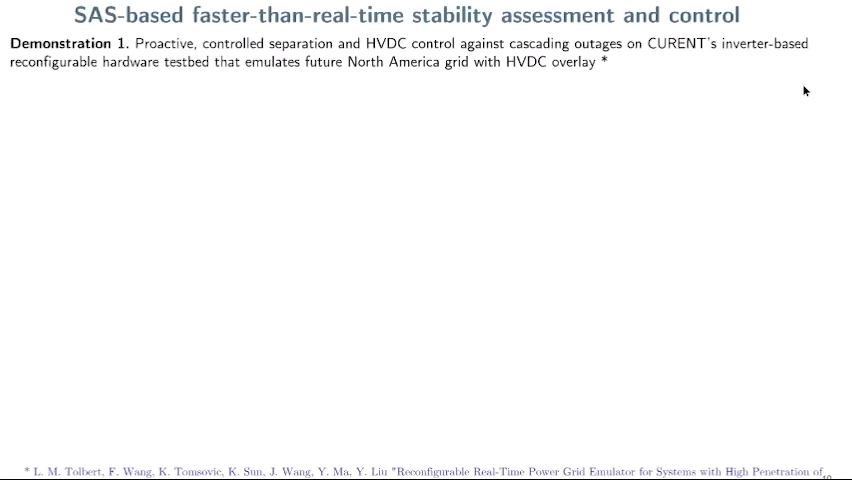 SAS-based faster-than-real-time stability assessment and control
Demonstration 1. Proactive, controlled separation and HVDC control against cascading outages on CURENT's inverter-based
reconfigurable hardware testbed that emulates future North America grid with HVDC overlay *
* L. M. Tolbert, F. Wang, K. Tomsovic, K. Sun, J. Wang, Y. Ma, Y. Liu "Reconfigurable Real-Time Power Grid Emulator for Systems with High Penetration of